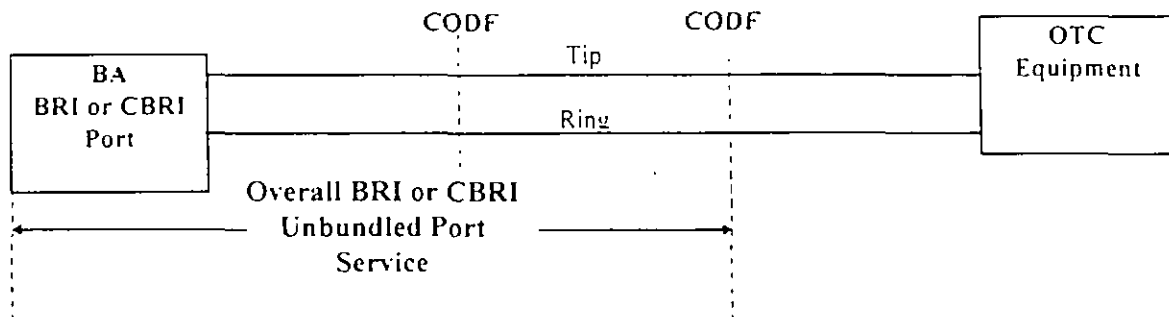 CODF
CODF
BA
BRI or CBRI
Port
Tip
Ring
OTC
Equipment
Overall BRI or CBRI
Unbundled Port
Service